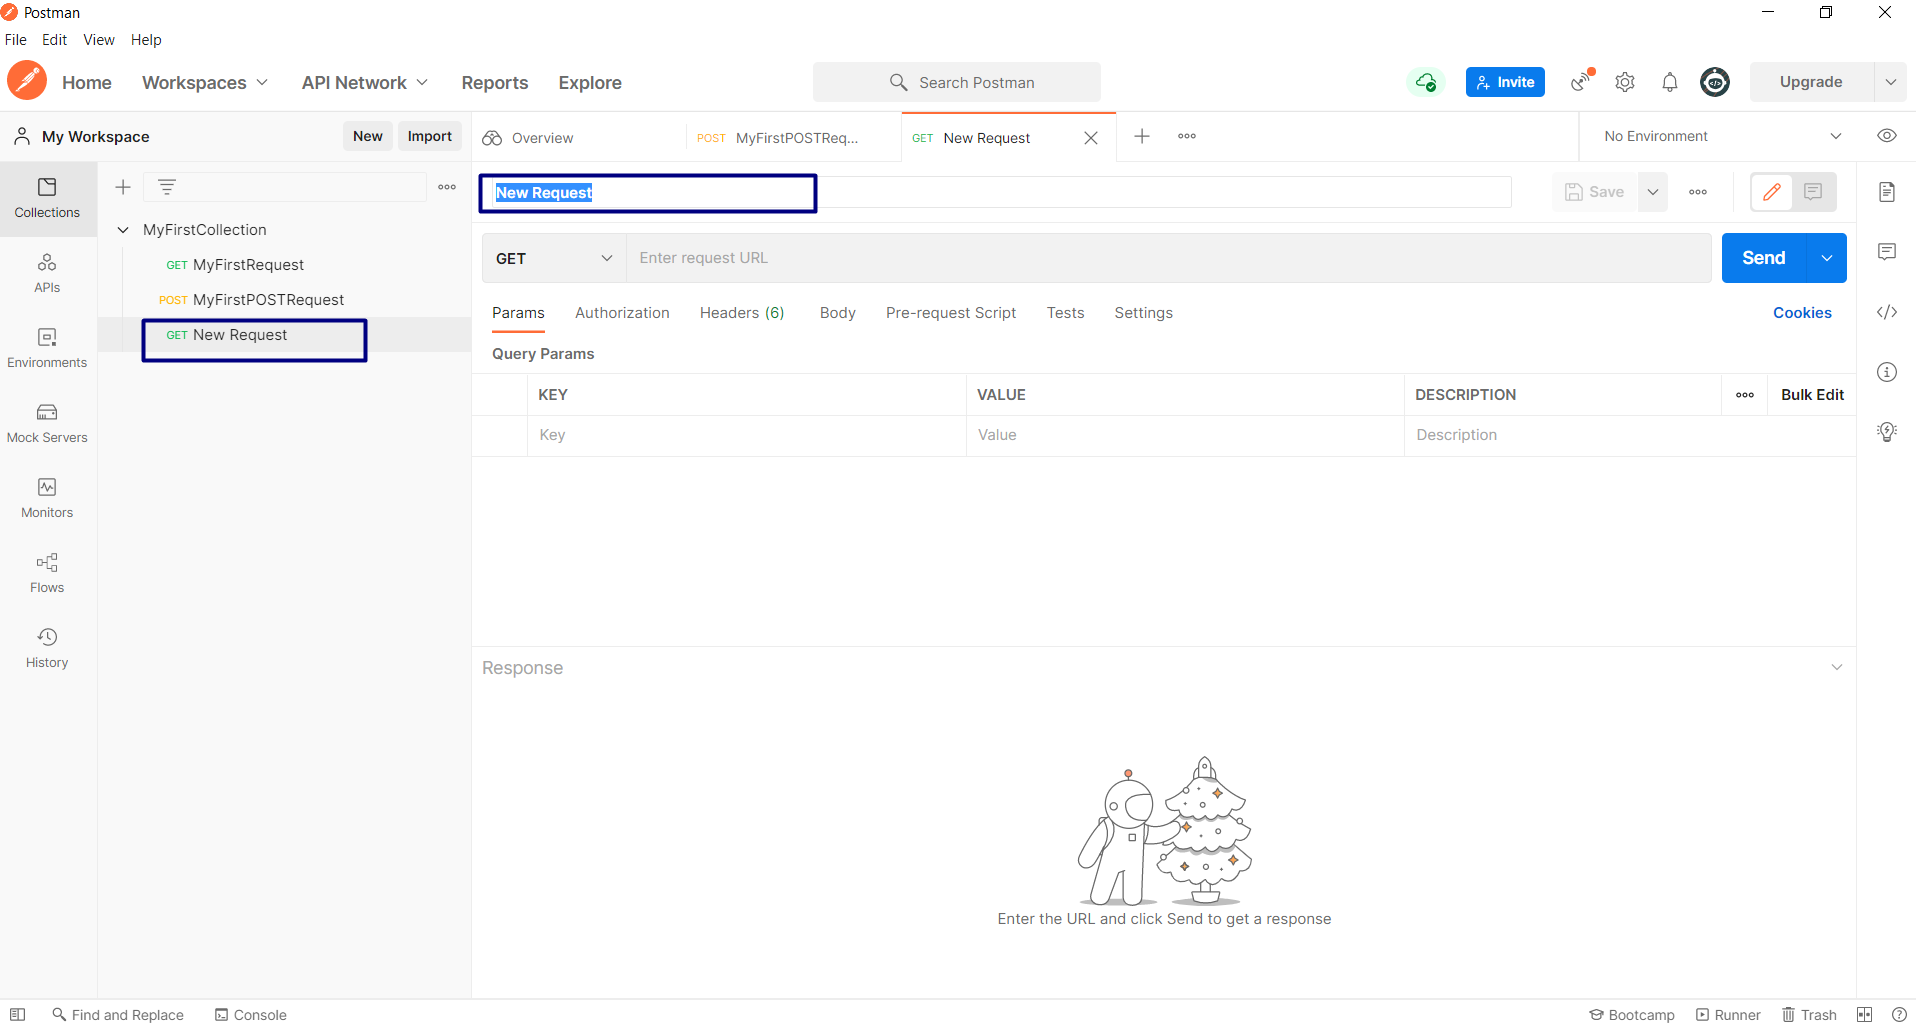 Postman
File Edit View Help
Home Workspaces API Network Reports Explore Search Postman Invite Upgrade
My Workspace New Import Overview POST MyFirstPOSTReq... GET New Request No Environment
Collections
APIs
Environments
Mock Servers
Monitors
Flows
History
MyFirstCollection
GET MyFirstRequest
POST MyFirstPOSTRequest
GET New Request
New Request Save
GET Enter request URL Send
Params Authorization Headers (6) Body Pre-request Script Tests Settings Cookies
Query Params
KEY VALUE DESCRIPTION Bulk Edit
Key Value Description
Response
Enter the URL and click Send to get a response
Find and Replace Console Bootcamp Runner Trash